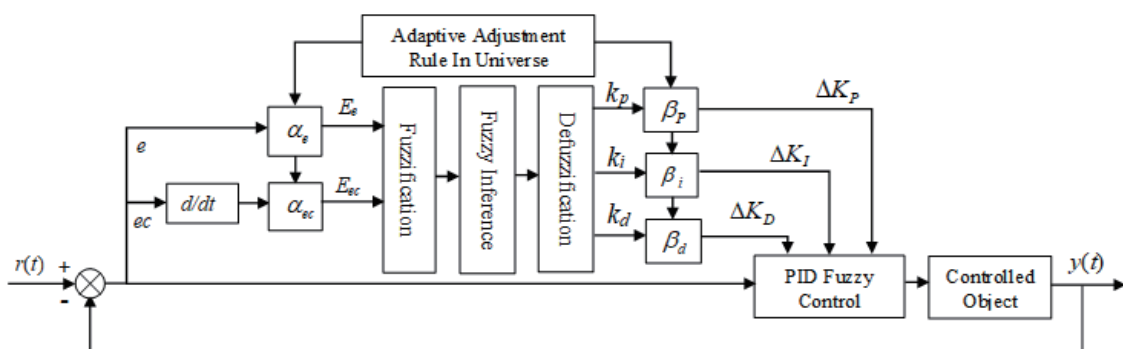 Adaptive Adjustment
Rule In Universe
e
α_e
E_e
Fuzzification
Fuzzy Inference
Defuzzification
k_p
β_P
ΔK_P
k_i
β_i
ΔK_I
ec
d/dt
α_ec
E_ec
k_d
β_d
ΔK_D
r(t)
+
-
PID Fuzzy
Control
Controlled
Object
y(t)